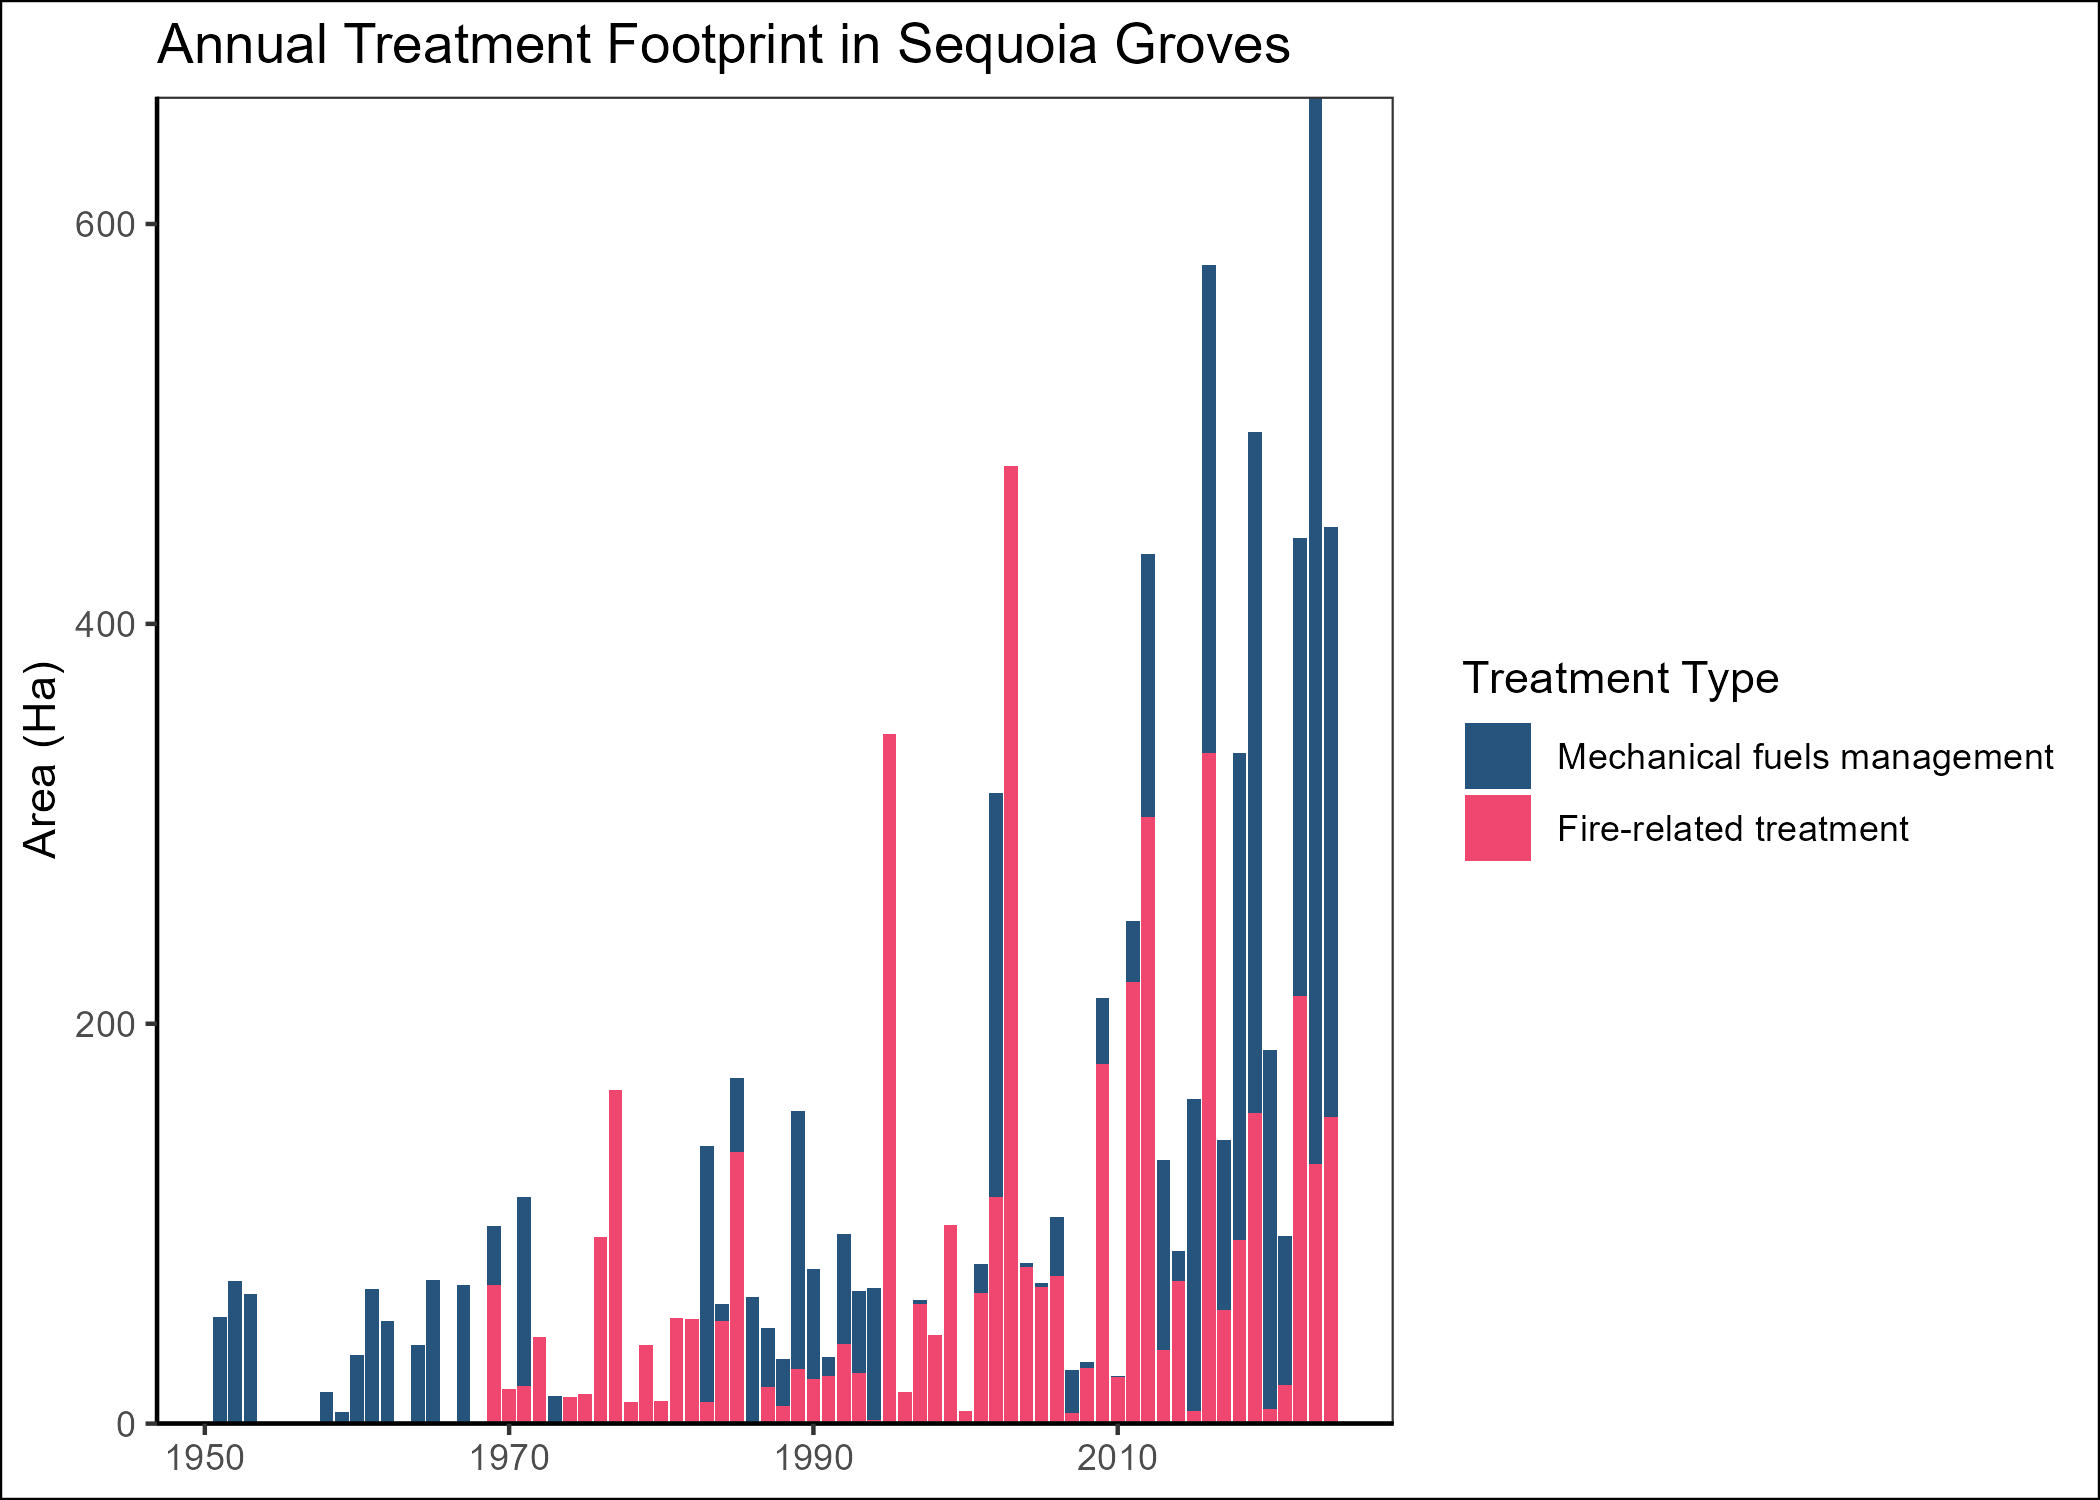 Annual Treatment Footprint in Sequoia Groves
600
400
200
0
Area (Ha)
1950 1970 1990 2010
Treatment Type
Mechanical fuels management
Fire-related treatment